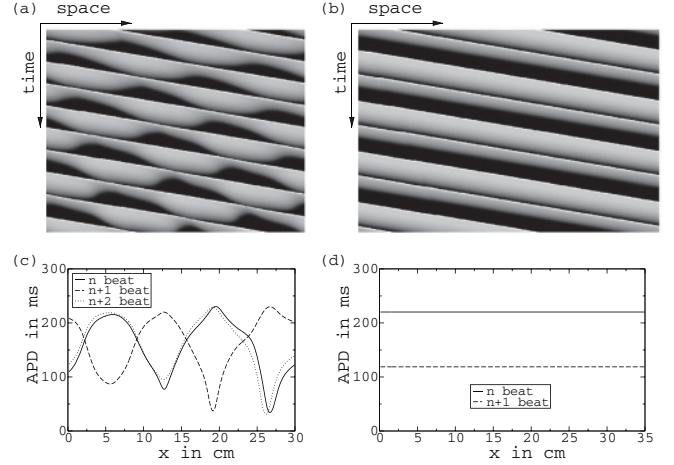 (a) space
time
(b) space
time
(c)
300
200
100
0
APD in ms
n beat
n+1 beat
n+2 beat
0 5 10 15 20 25 30
x in cm
(d)
300
200
100
0
APD in ms
n beat
n+1 beat
0 5 10 15 20 25 30 35
x in cm